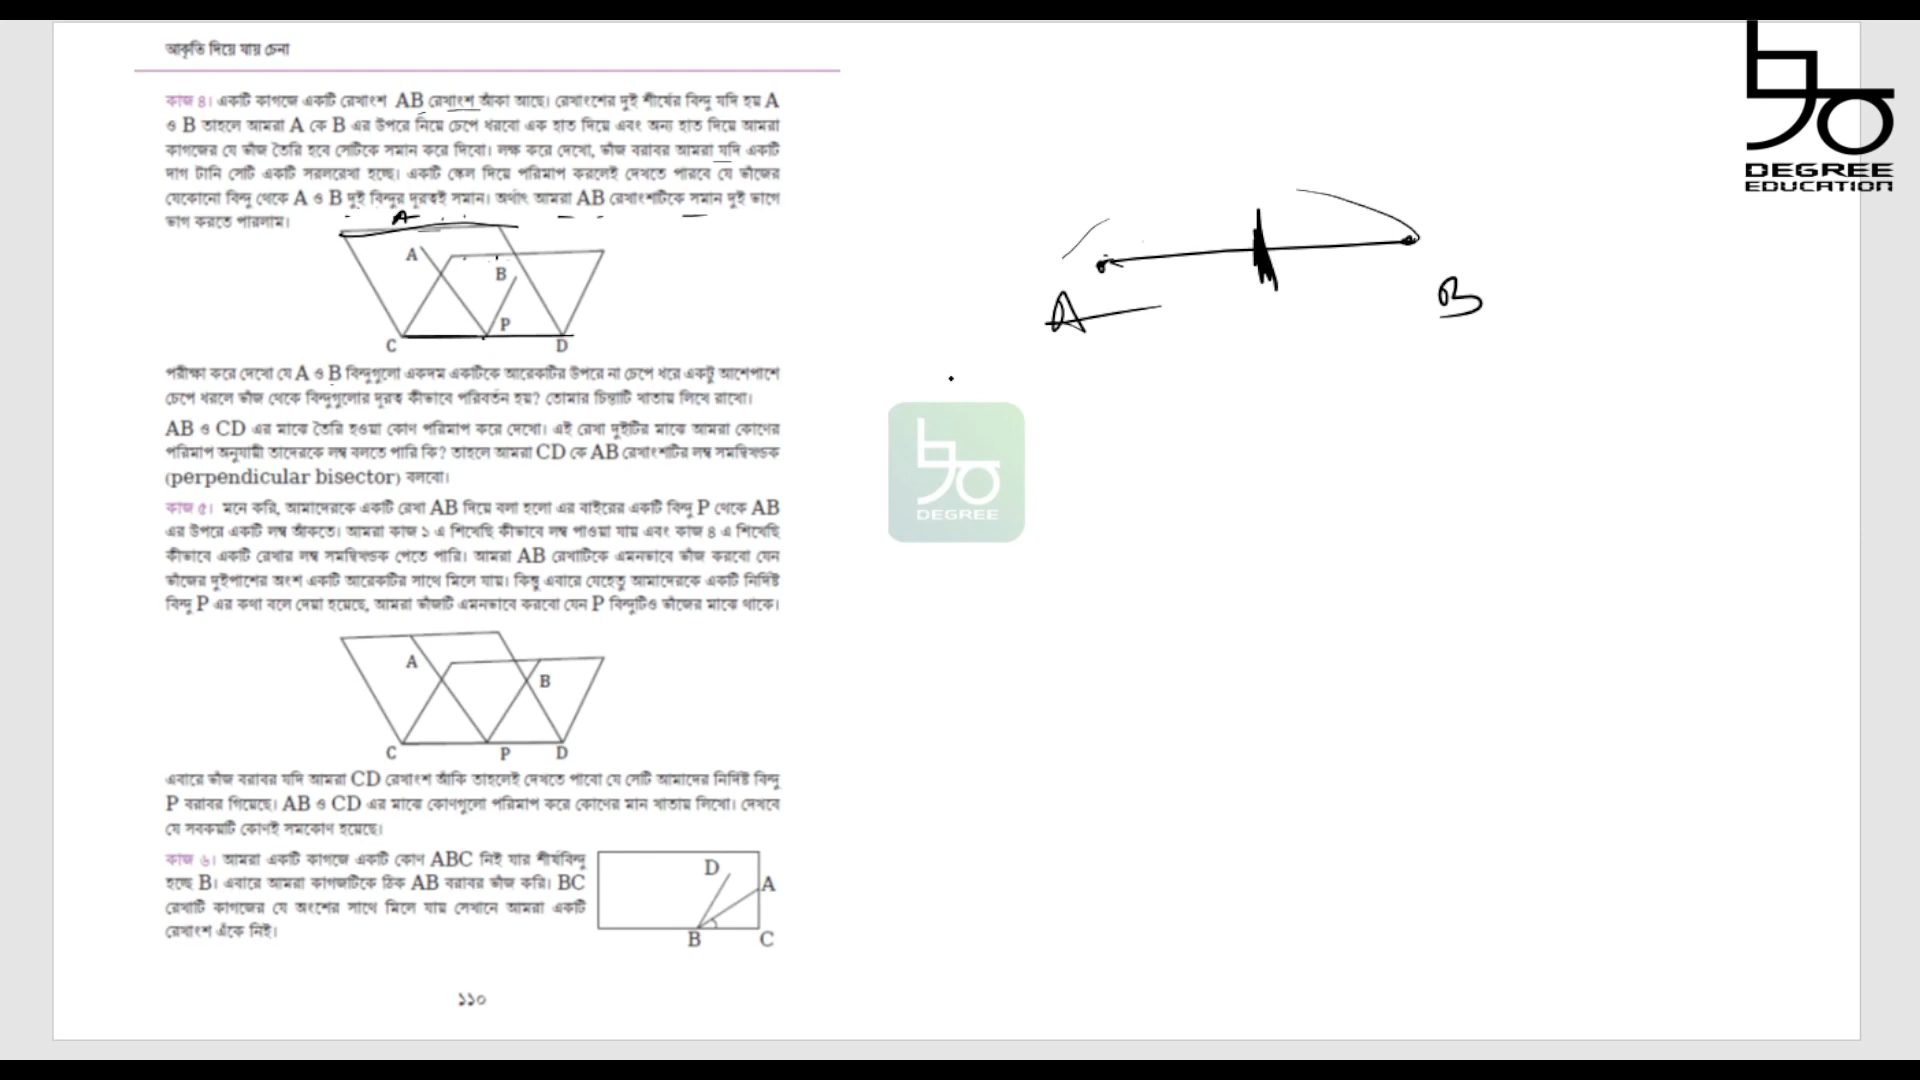 আকৃতি দিয়ে যায় চেনা
কাজ ৪। একটি কাগজে একটি রেখাংশ AB রেখাংশ আঁকা আছে। রেখাংশের দুই শীর্ষের বিন্দু যদি হয় A
ও B তাহলে আমরা A কে B এর উপরে নিয়ে চেপে ধরবো এক হাত দিয়ে এবং অন্য হাত দিয়ে আমরা
কাগজের যে ভাঁজ তৈরি হবে সেটিকে সমান করে দিবো। লক্ষ করে দেখো, ভাঁজ বরাবর আমরা যদি একটি
দাগ টানি সেটি একটি সরলরেখা হচ্ছে। একটি স্কেল দিয়ে পরিমাপ করলেই দেখতে পারবে যে ভাঁজের
যেকোনো বিন্দু থেকে A ও B দুই বিন্দুর দূরত্বই সমান। অর্থাৎ আমরা AB রেখাংশটিকে সমান দুই ভাগে
ভাগ করতে পারলাম।
A
A
B
P
C
D
A
B
পরীক্ষা করে দেখো যে A ও B বিন্দুগুলো একদম একটিকে আরেকটির উপরে না চেপে ধরে একটু আশেপাশে
চেপে ধরলে ভাঁজ থেকে বিন্দুগুলোর দূরত্ব কীভাবে পরিবর্তন হয়? তোমার চিন্তাটি খাতায় লিখে রাখো।
AB ও CD এর মাঝে তৈরি হওয়া কোণ পরিমাপ করে দেখো। এই রেখা দুইটির মাঝে আমরা কোণের
পরিমাপ অনুযায়ী তাদেরকে লম্ব বলতে পারি কি? তাহলে আমরা CD কে AB রেখাংশটির লম্ব সমদ্বিখন্ডক
(perpendicular bisector) বলবো।
কাজ ৫। মনে করি, আমাদেরকে একটি রেখা AB দিয়ে বলা হলো এর বাইরের একটি বিন্দু P থেকে AB
এর উপরে একটি লম্ব আঁকতে। আমরা কাজ ১ এ শিখেছি কীভাবে লম্ব পাওয়া যায় এবং কাজ ৪ এ শিখেছি
কীভাবে একটি রেখার লম্ব সমদ্বিখন্ডক পেতে পারি। আমরা AB রেখাটিকে এমনভাবে ভাঁজ করবো যেন
ভাঁজের দুইপাশের অংশ একটি আরেকটির সাথে মিলে যায়। কিন্তু এবারে যেহেতু আমাদেরকে একটি নির্দিষ্ট
বিন্দু P এর কথা বলে দেয়া হয়েছে, আমরা ভাঁজটি এমনভাবে করবো যেন P বিন্দুটিও ভাঁজের মাঝে থাকে।
A
B
C
P
D
এবারে ভাঁজ বরাবর যদি আমরা CD রেখাংশ আঁকি তাহলেই দেখতে পাবো যে সেটি আমাদের নির্দিষ্ট বিন্দু
P বরাবর গিয়েছে। AB ও CD এর মাঝে কোণগুলো পরিমাপ করে কোণের মান খাতায় লিখো। দেখবে
যে সবকয়টি কোণই সমকোণ হয়েছে।
কাজ ৬। আমরা একটি কাগজে একটি কোণ ABC নিই যার শীর্ষবিন্দু
হচ্ছে B। এবারে আমরা কাগজটিকে ঠিক AB বরাবর ভাঁজ করি। BC
রেখাটি কাগজের যে অংশের সাথে মিলে যায় সেখানে আমরা একটি
রেখাংশ এঁকে নিই।
D
A
B
C
১১০
DEGREE
EDUCATION
DEGREE